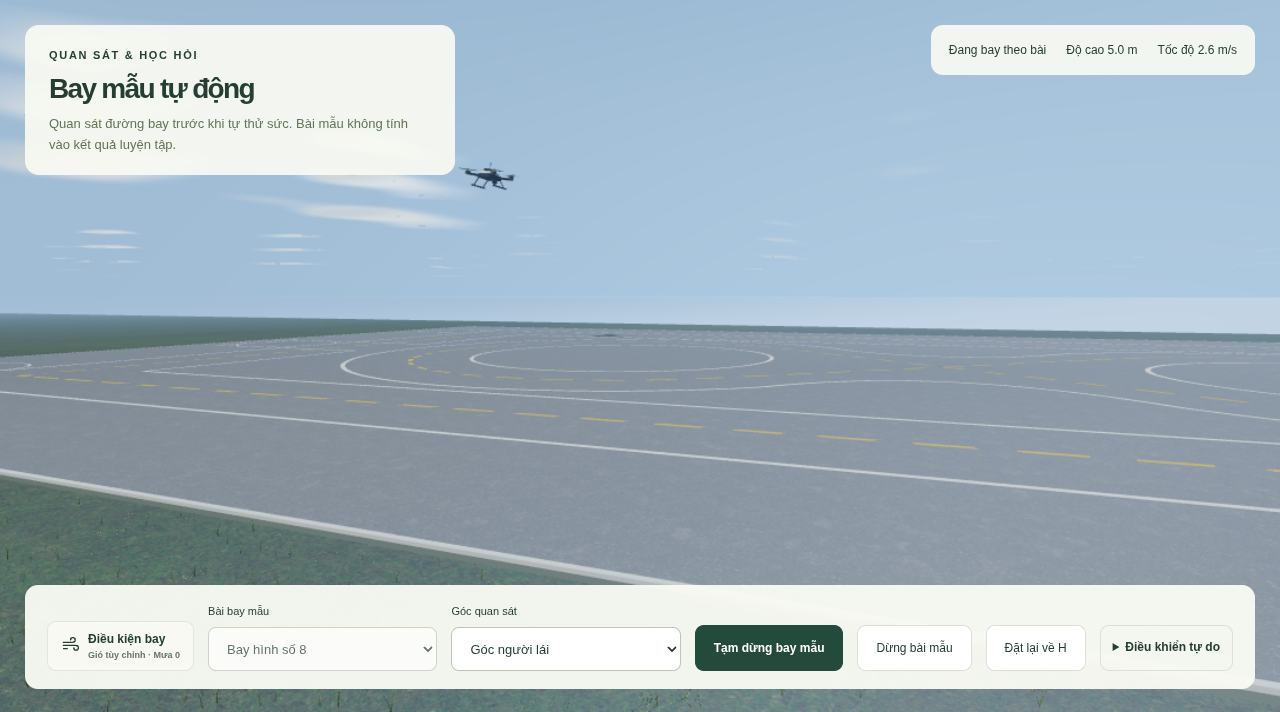 QUAN SÁT & HỌC HỎI
Bay mẫu tự động
Quan sát đường bay trước khi tự thử sức. Bài mẫu không tính
vào kết quả luyện tập.
Đang bay theo bài Độ cao 5.0 m Tốc độ 2.6 m/s
Điều kiện bay
Gió tùy chỉnh · Mưa 0
Bài bay mẫu
Bay hình số 8
Góc quan sát
Góc người lái
Tạm dừng bay mẫu
Dừng bài mẫu
Đặt lại về H
Điều khiển tự do